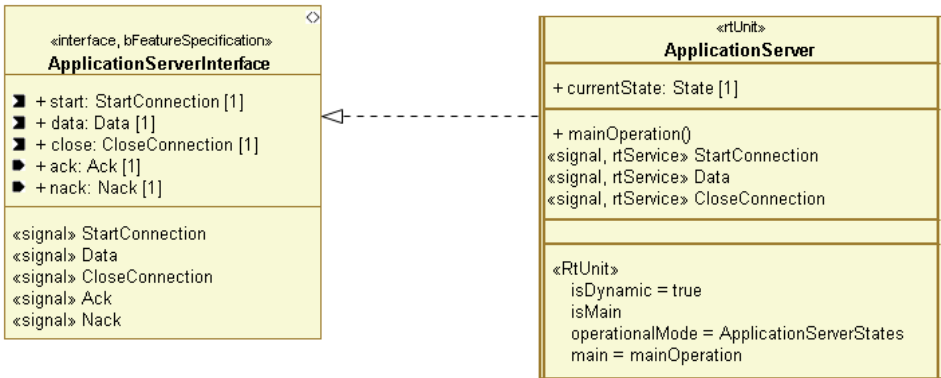 «interface, bFeatureSpecification»
ApplicationServerInterface
+ start: StartConnection [1]
+ data: Data [1]
+ close: CloseConnection [1]
+ ack: Ack [1]
+ nack: Nack [1]
«signal» StartConnection
«signal» Data
«signal» CloseConnection
«signal» Ack
«signal» Nack
«rtUnit»
ApplicationServer
+ currentState: State [1]
+ mainOperation()
«signal, rtService» StartConnection
«signal, rtService» Data
«signal, rtService» CloseConnection
«RtUnit»
isDynamic = true
isMain
operationalMode = ApplicationServerStates
main = mainOperation